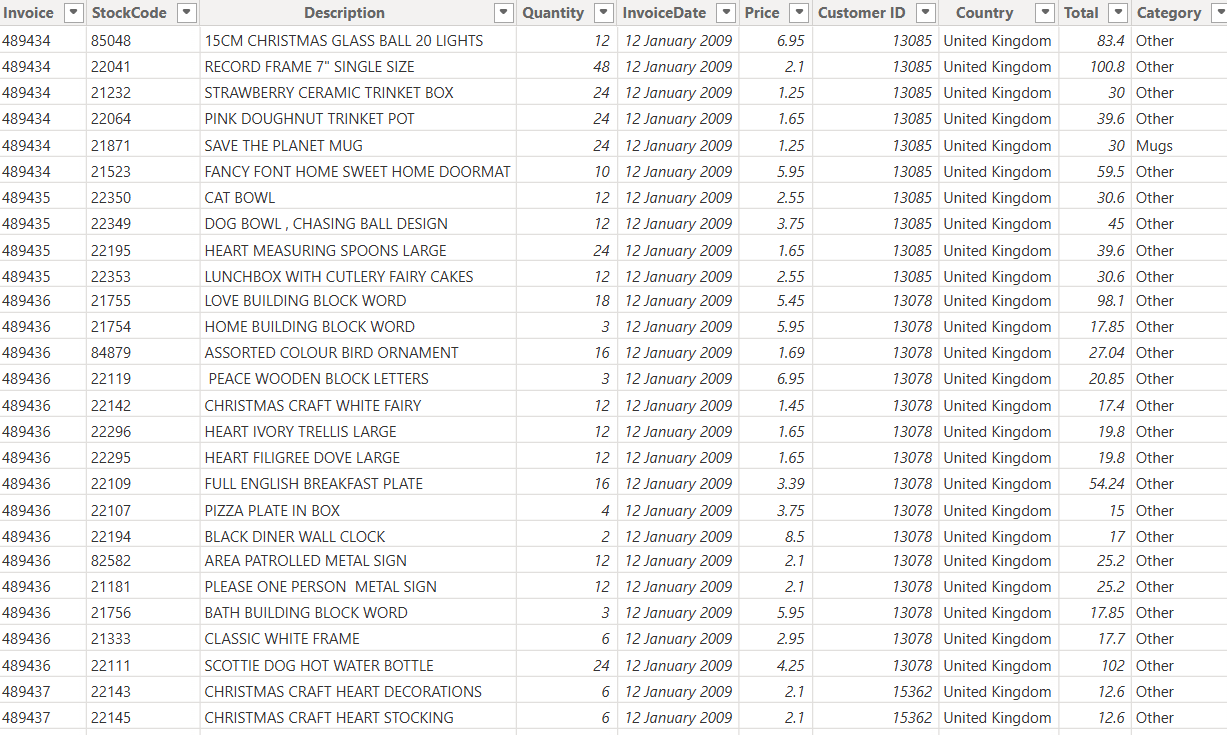 Invoice StockCode Description Quantity InvoiceDate Price Customer ID Country Total Category
489434 85048 15CM CHRISTMAS GLASS BALL 20 LIGHTS 12 12 January 2009 6.95 13085 United Kingdom 83.4 Other
489434 22041 RECORD FRAME 7" SINGLE SIZE 48 12 January 2009 2.1 13085 United Kingdom 100.8 Other
489434 21232 STRAWBERRY CERAMIC TRINKET BOX 24 12 January 2009 1.25 13085 United Kingdom 30 Other
489434 22064 PINK DOUGHNUT TRINKET POT 24 12 January 2009 1.65 13085 United Kingdom 39.6 Other
489434 21871 SAVE THE PLANET MUG 24 12 January 2009 1.25 13085 United Kingdom 30 Mugs
489434 21523 FANCY FONT HOME SWEET HOME DOORMAT 10 12 January 2009 5.95 13085 United Kingdom 59.5 Other
489435 22350 CAT BOWL 12 12 January 2009 2.55 13085 United Kingdom 30.6 Other
489435 22349 DOG BOWL , CHASING BALL DESIGN 12 12 January 2009 3.75 13085 United Kingdom 45 Other
489435 22195 HEART MEASURING SPOONS LARGE 24 12 January 2009 1.65 13085 United Kingdom 39.6 Other
489435 22353 LUNCHBOX WITH CUTLERY FAIRY CAKES 12 12 January 2009 2.55 13085 United Kingdom 30.6 Other
489436 21755 LOVE BUILDING BLOCK WORD 18 12 January 2009 5.45 13078 United Kingdom 98.1 Other
489436 21754 HOME BUILDING BLOCK WORD 3 12 January 2009 5.95 13078 United Kingdom 17.85 Other
489436 84879 ASSORTED COLOUR BIRD ORNAMENT 16 12 January 2009 1.69 13078 United Kingdom 27.04 Other
489436 22119 PEACE WOODEN BLOCK LETTERS 3 12 January 2009 6.95 13078 United Kingdom 20.85 Other
489436 22142 CHRISTMAS CRAFT WHITE FAIRY 12 12 January 2009 1.45 13078 United Kingdom 17.4 Other
489436 22296 HEART IVORY TRELLIS LARGE 12 12 January 2009 1.65 13078 United Kingdom 19.8 Other
489436 22295 HEART FILIGREE DOVE LARGE 12 12 January 2009 1.65 13078 United Kingdom 19.8 Other
489436 22109 FULL ENGLISH BREAKFAST PLATE 16 12 January 2009 3.39 13078 United Kingdom 54.24 Other
489436 22107 PIZZA PLATE IN BOX 4 12 January 2009 3.75 13078 United Kingdom 15 Other
489436 22194 BLACK DINER WALL CLOCK 2 12 January 2009 8.5 13078 United Kingdom 17 Other
489436 82582 AREA PATROLLED METAL SIGN 12 12 January 2009 2.1 13078 United Kingdom 25.2 Other
489436 21181 PLEASE ONE PERSON  METAL SIGN 12 12 January 2009 2.1 13078 United Kingdom 25.2 Other
489436 21756 BATH BUILDING BLOCK WORD 3 12 January 2009 5.95 13078 United Kingdom 17.85 Other
489436 21333 CLASSIC WHITE FRAME 6 12 January 2009 2.95 13078 United Kingdom 17.7 Other
489436 22111 SCOTTIE DOG HOT WATER BOTTLE 24 12 January 2009 4.25 13078 United Kingdom 102 Other
489437 22143 CHRISTMAS CRAFT HEART DECORATIONS 6 12 January 2009 2.1 15362 United Kingdom 12.6 Other
489437 22145 CHRISTMAS CRAFT HEART STOCKING 6 12 January 2009 2.1 15362 United Kingdom 12.6 Other